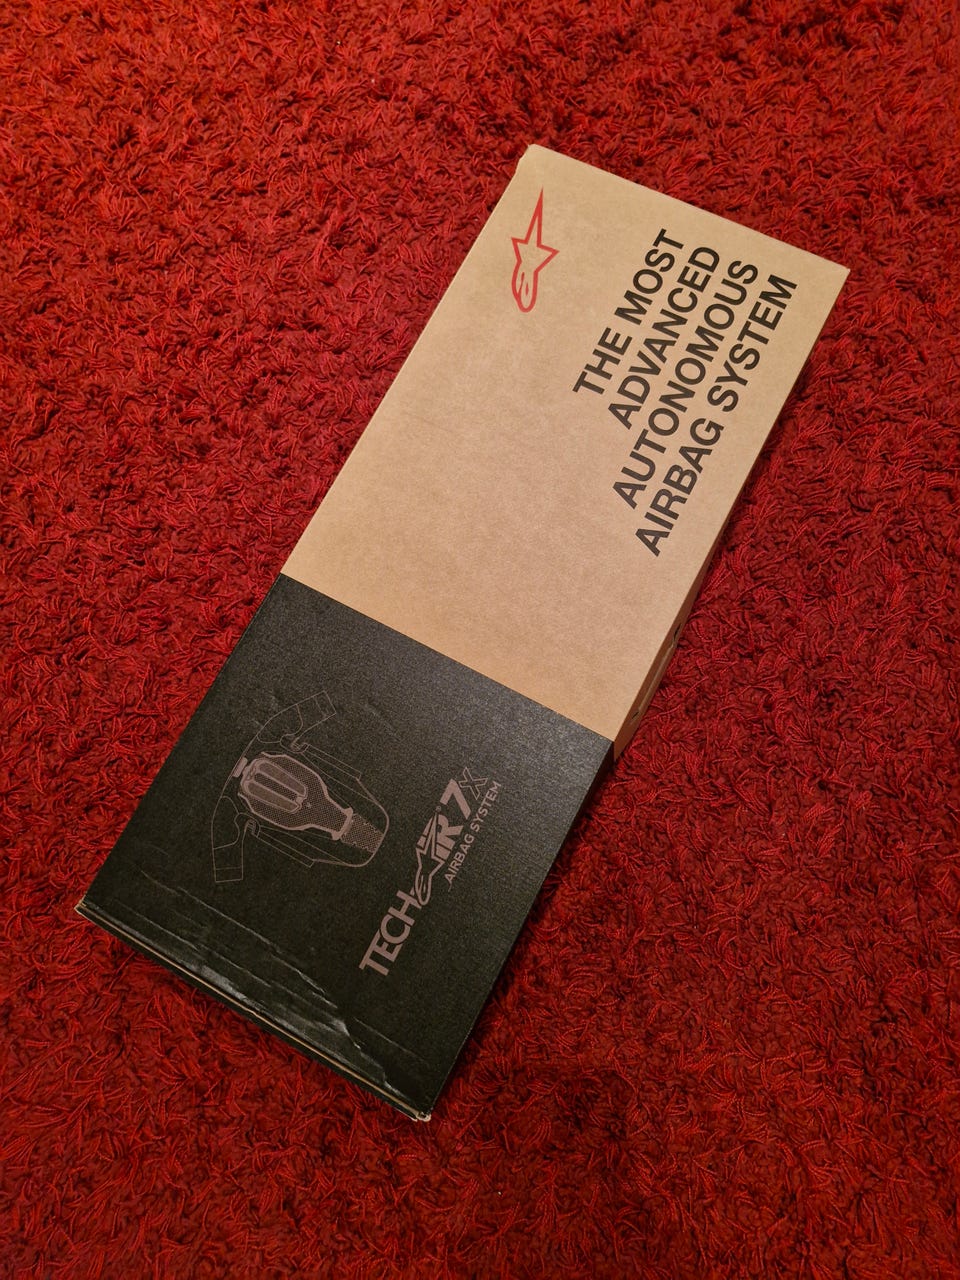 THE MOST
ADVANCED
AUTONOMOUS
AIRBAG SYSTEM
TECH-AIR 7x
AIRBAG SYSTEM